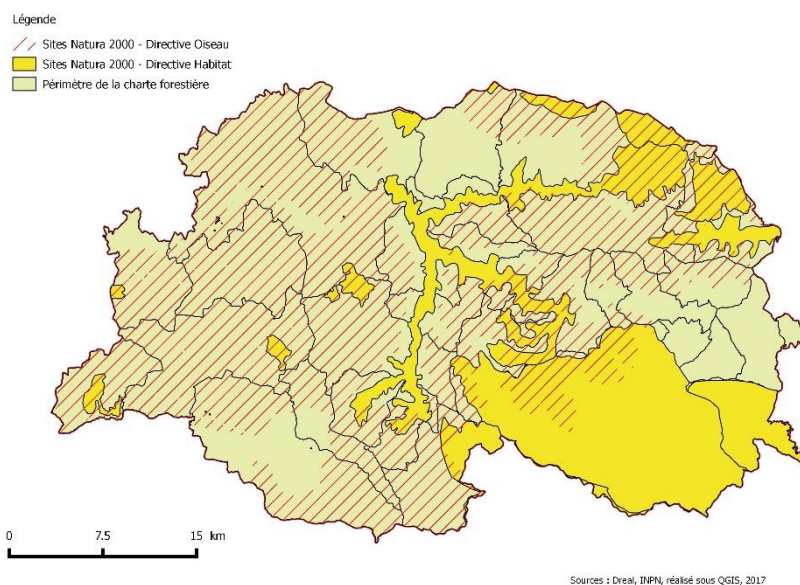 Légende
Sites Natura 2000 - Directive Oiseau
Sites Natura 2000 - Directive Habitat
Périmètre de la charte forestière
0 7.5 15 km
Sources : Dreal, INPN, réalisé sous QGIS, 2017